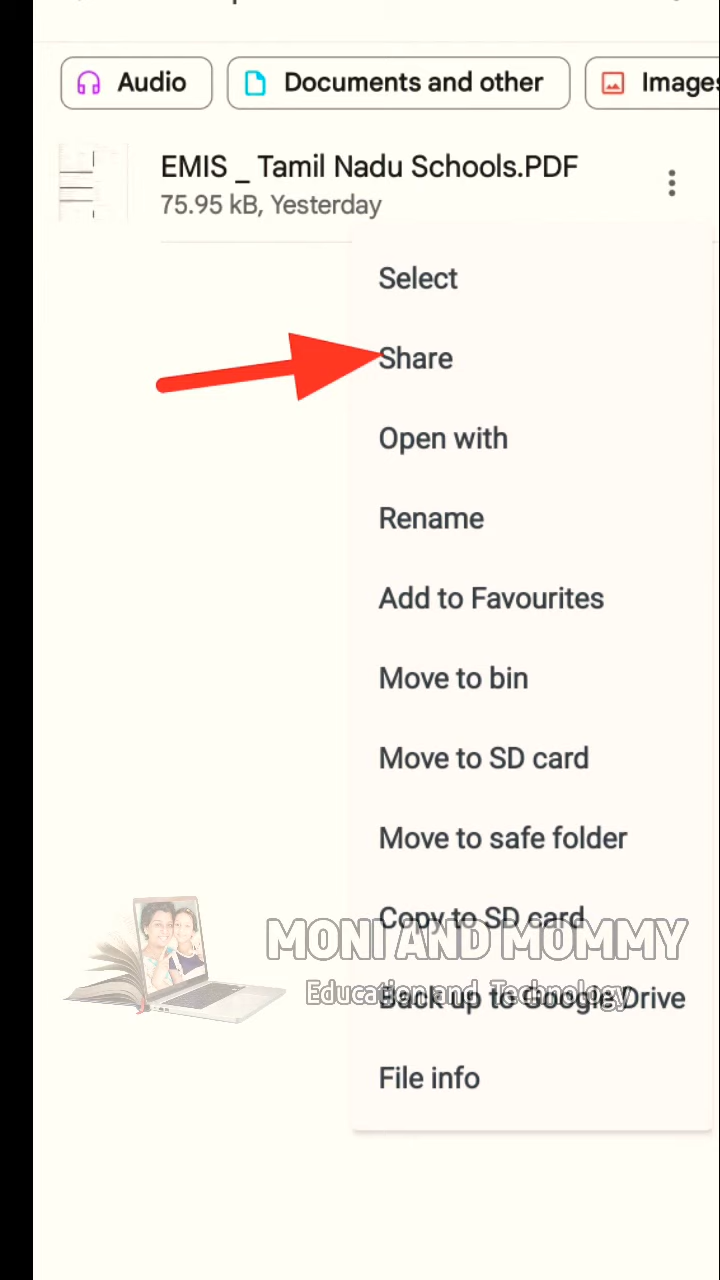 Audio
Documents and other
Images
EMIS _ Tamil Nadu Schools.PDF
75.95 kB, Yesterday
Select
Share
Open with
Rename
Add to Favourites
Move to bin
Move to SD card
Move to safe folder
Copy to SD card
MONI AND MOMMY
Education and Technology
Back up to Google Drive
File info